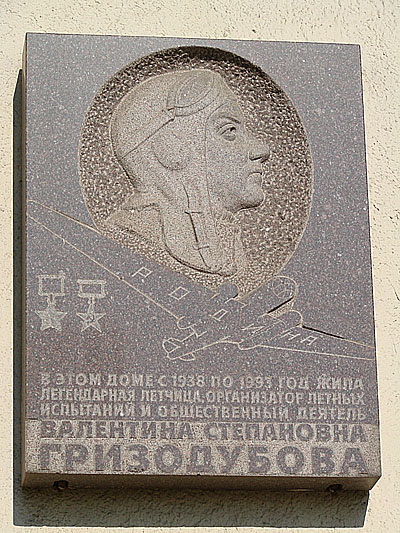 РОДИНА
В ЭТОМ ДОМЕ С 1938 ПО 1993 ГОД ЖИЛА
ЛЕГЕНДАРНАЯ ЛЕТЧИЦА, ОРГАНИЗАТОР ЛЕТНЫХ
ИСПЫТАНИЙ И ОБЩЕСТВЕННЫЙ ДЕЯТЕЛЬ
ВАЛЕНТИНА СТЕПАНОВНА
ГРИЗОДУБОВА